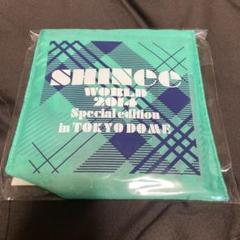 SHINee
WORLD
2014
Special edition
in TOKYO DOME